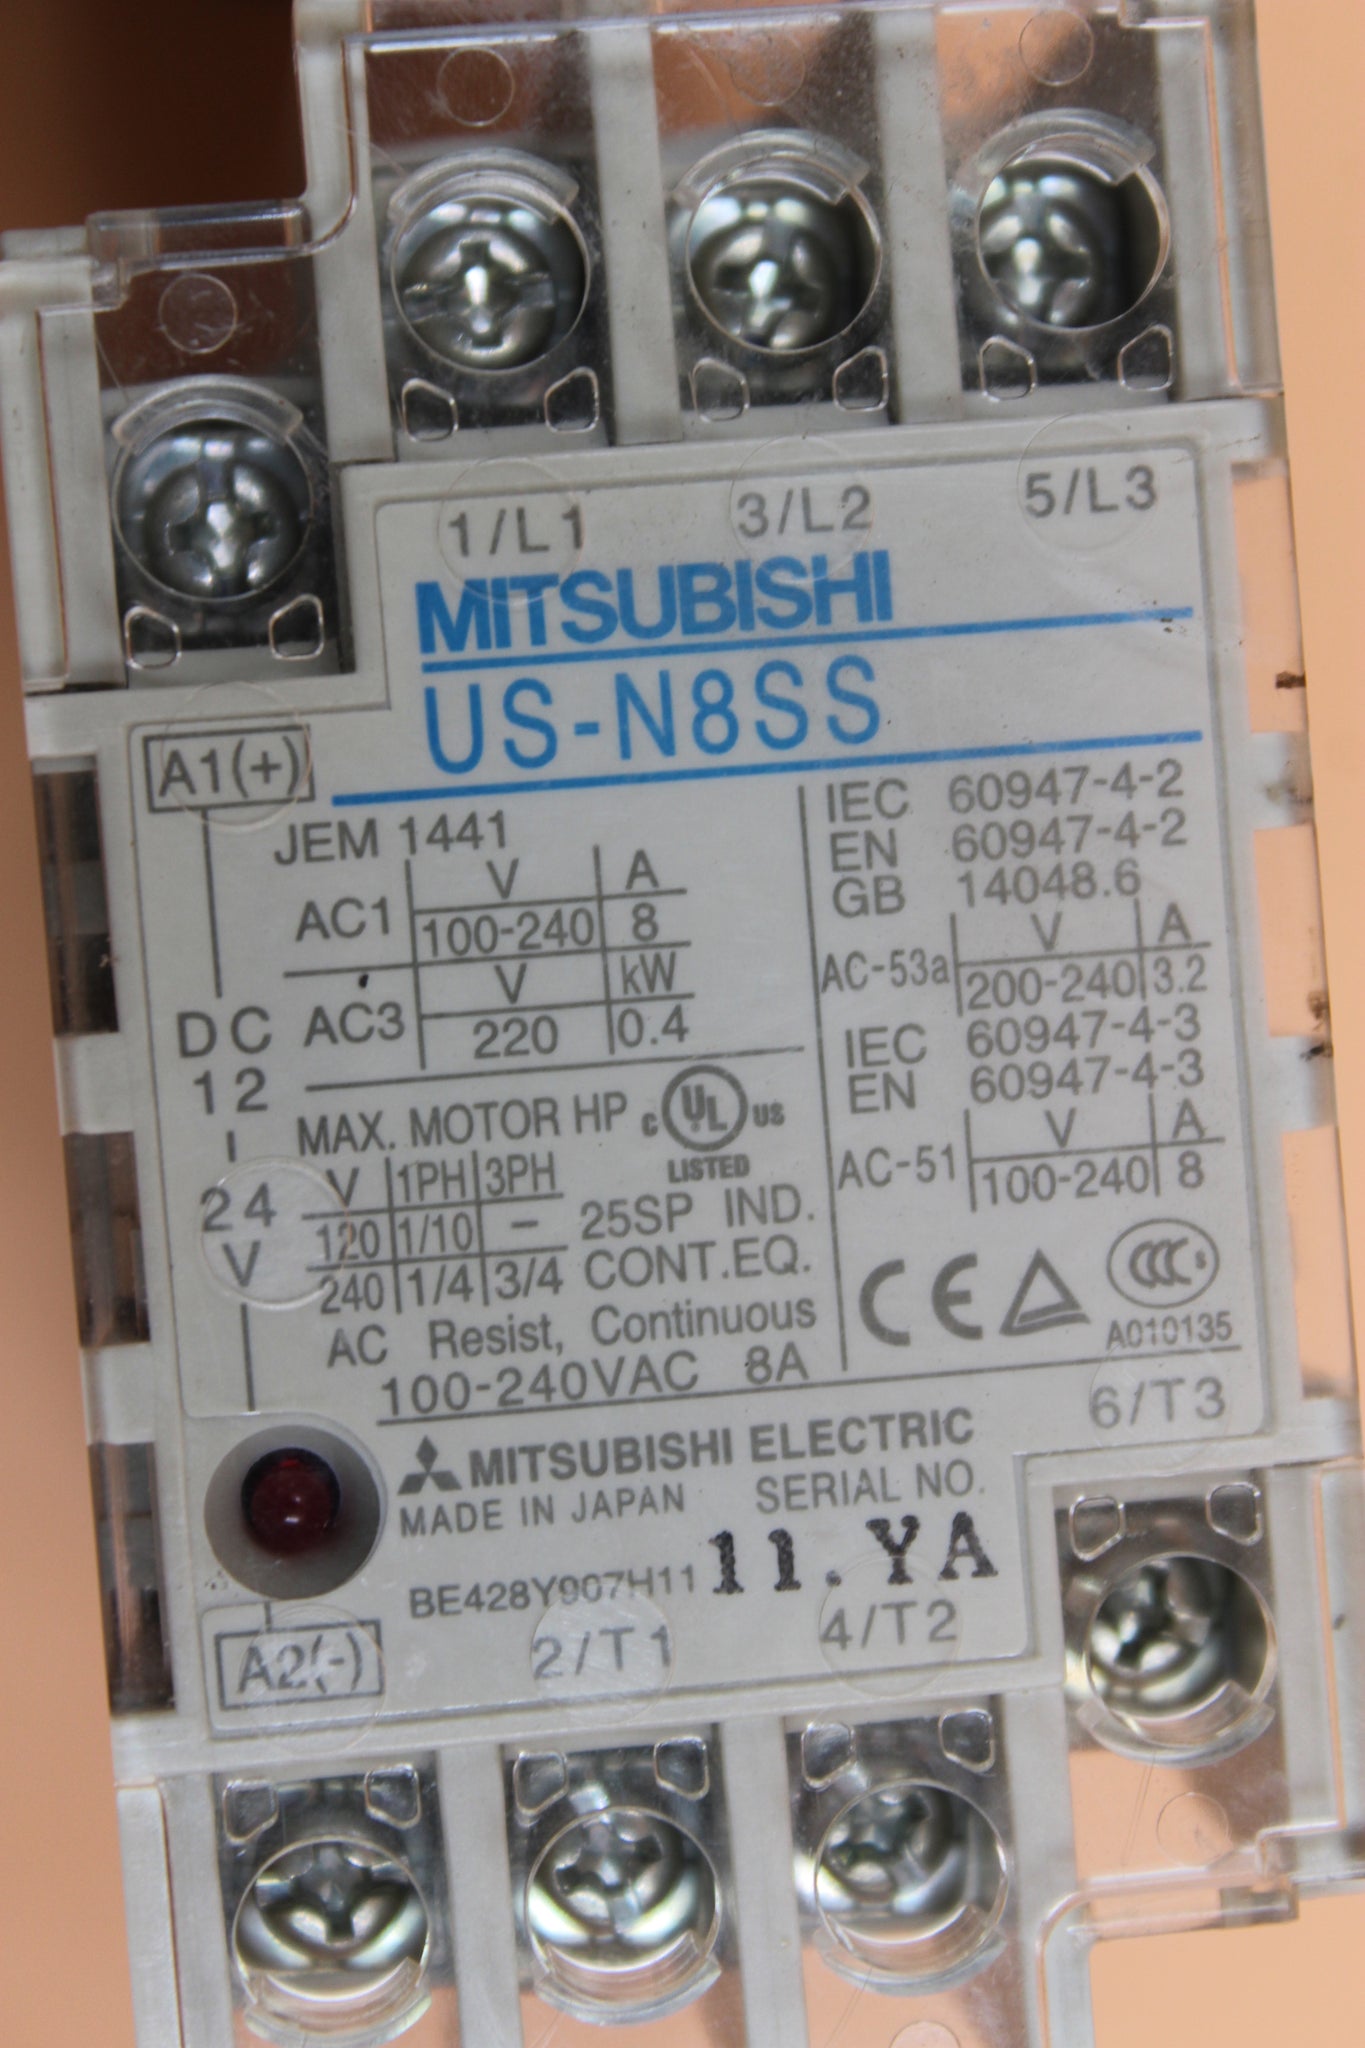 1/L1 3/L2 5/L3
MITSUBISHI
US-N8SS
A1(+)
DC
12
-
24
V
JEM 1441
AC1 V A
100-240 8
AC3 V kW
220 0.4
MAX. MOTOR HP C UL US
LISTED
V 1PH 3PH
120 1/10 -
240 1/4 3/4
25SP IND.
CONT.EQ.
AC Resist, Continuous
100-240VAC 8A
IEC 60947-4-2
EN 60947-4-2
GB 14048.6
AC-53a V A
200-240 3.2
IEC 60947-4-3
EN 60947-4-3
AC-51 V A
100-240 8
CE CCC S
A010135
MITSUBISHI ELECTRIC
MADE IN JAPAN SERIAL NO.
BE428Y907H11 11.YA
6/T3
A2(-) 2/T1 4/T2